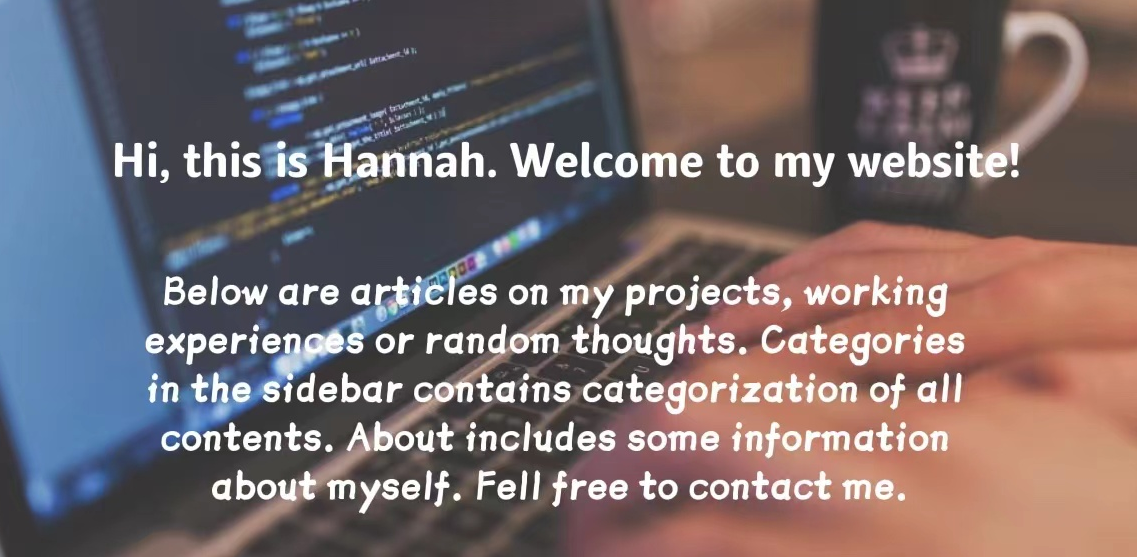 Hi, this is Hannah. Welcome to my website!
Below are articles on my projects, working
experiences or random thoughts. Categories
in the sidebar contains categorization of all
contents. About includes some information
about myself. Fell free to contact me.